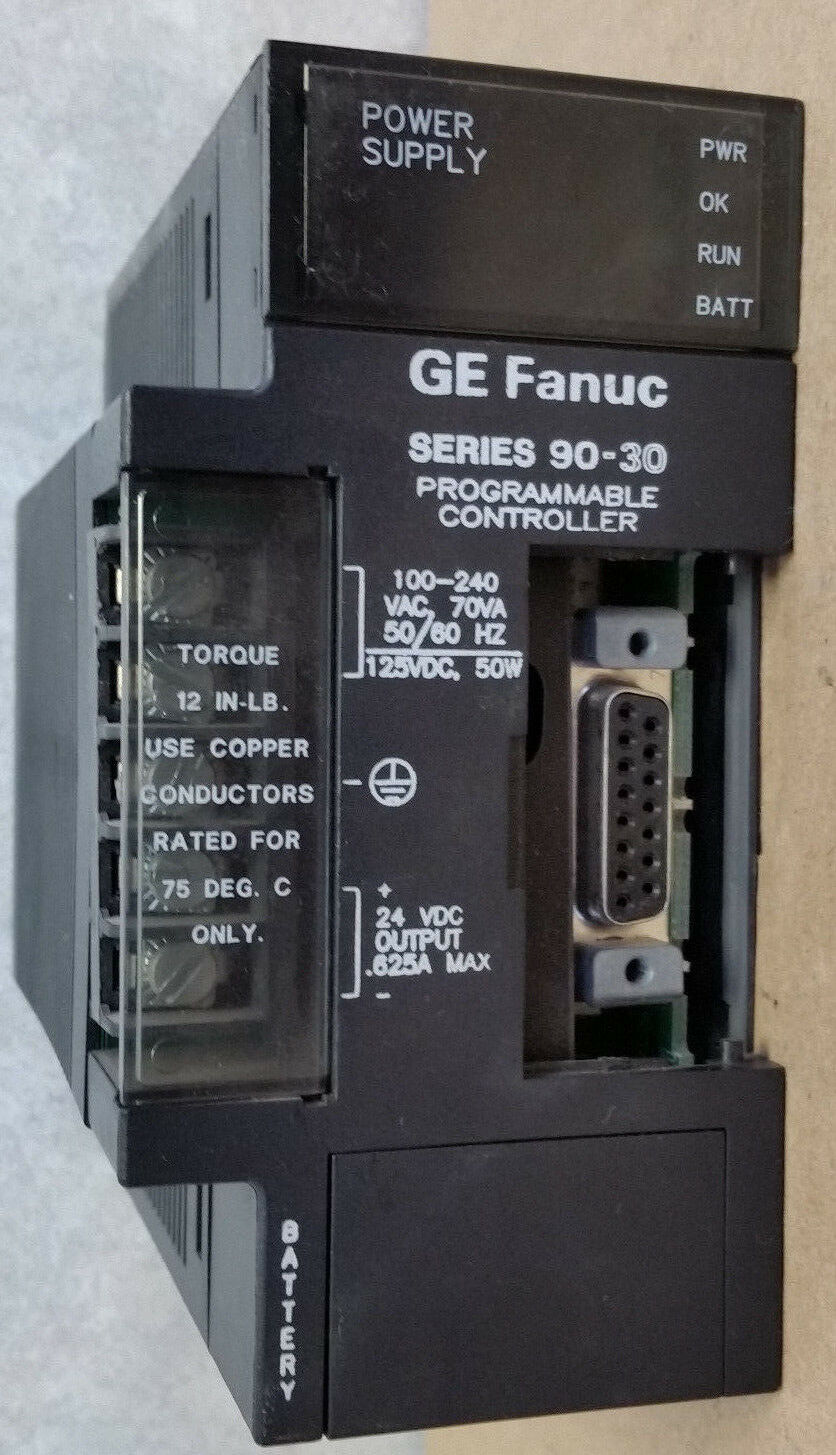 POWER
SUPPLY
PWR
OK
RUN
BATT
GE Fanuc
SERIES 90-30
PROGRAMMABLE
CONTROLLER
100-240
VAC, 70VA
50/60 HZ
125VDC, 50W
TORQUE
12 IN-LB.
USE COPPER
CONDUCTORS
RATED FOR
75 DEG. C
ONLY.
+
24 VDC
OUTPUT
.625A MAX
-
BATTERY